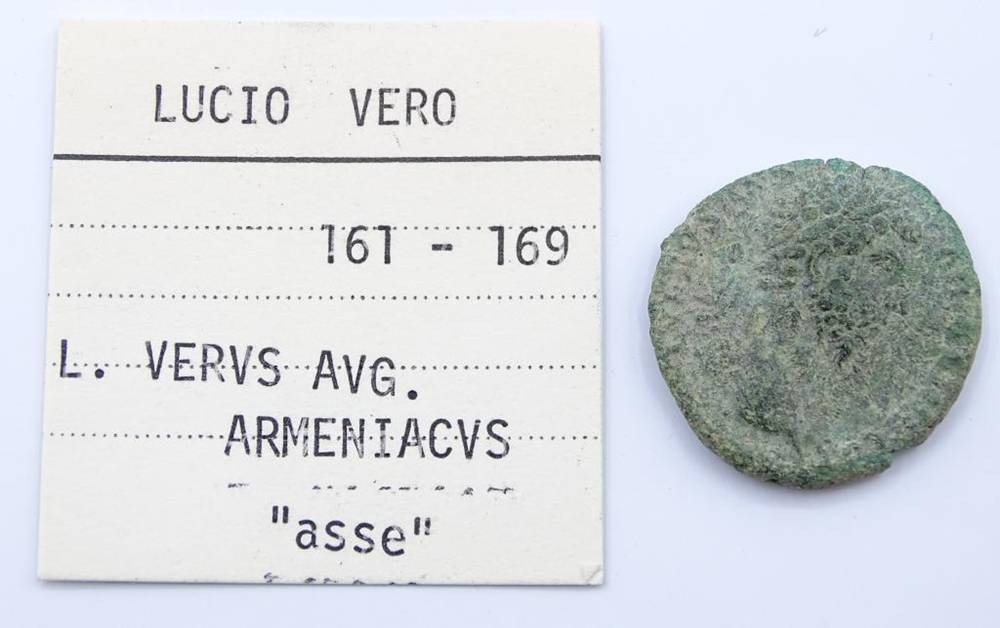 LUCIO VERO
161 - 169
L. VERVS AVG.
ARMENIACVS
"asse"